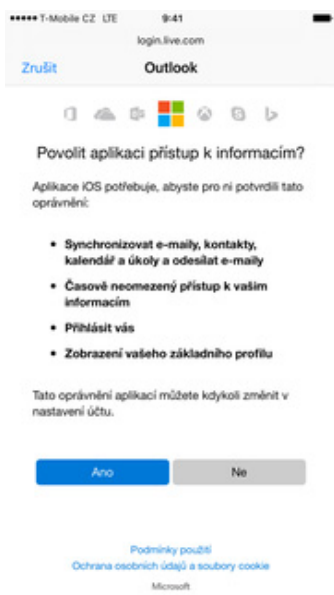 T-Mobile CZ LTE 9:41
login.live.com
Zrušit Outlook
Povolit aplikaci přístup k informacím?
Aplikace iOS potřebuje, abyste pro ni potvrdili tato
oprávnění:
• Synchronizovat e-maily, kontakty,
kalendář a úkoly a odesílat e-maily
• Časově neomezený přístup k vašim
informacím
• Přihlásit vás
• Zobrazení vašeho základního profilu
Tato oprávnění aplikací můžete kdykoli změnit v
nastavení účtu.
Ano Ne
Podmínky použití
Ochrana osobních údajů a soubory cookie
Microsoft